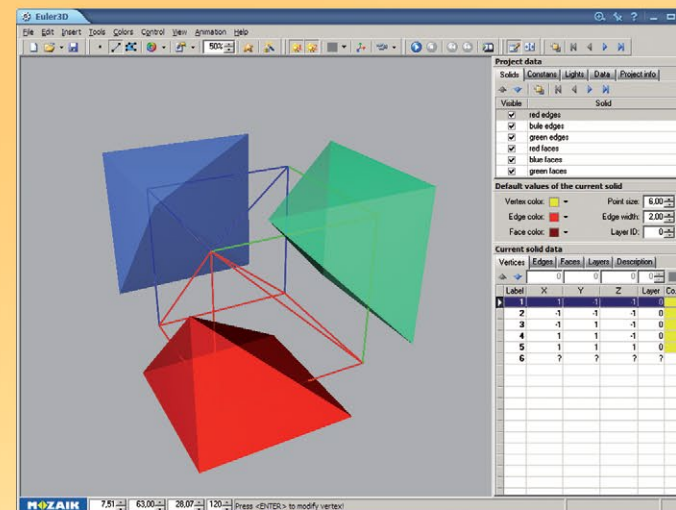 Euler3D
File Edit Insert Tools Colors Control View Animation Help
50%
Project data
Solids Constans Lights Data Project info
Visible Solid
red edges
bule edges
green edges
red faces
blue faces
green faces
Default values of the current solid
Vertex color: Point size: 6,00
Edge color: Edge width: 2,00
Face color: Layer ID: 0
Current solid data
Vertices Edges Faces Layers Description
0 0 0 0
Label X Y Z Layer Co
1 1 -1 -1 0
2 -1 -1 -1 0
3 -1 1 -1 0
4 1 1 -1 0
5 1 1 1 0
6 ? ? ? ?
MOZAIK 7,51 63,00 28,07 120 Press <ENTER> to modify vertex!